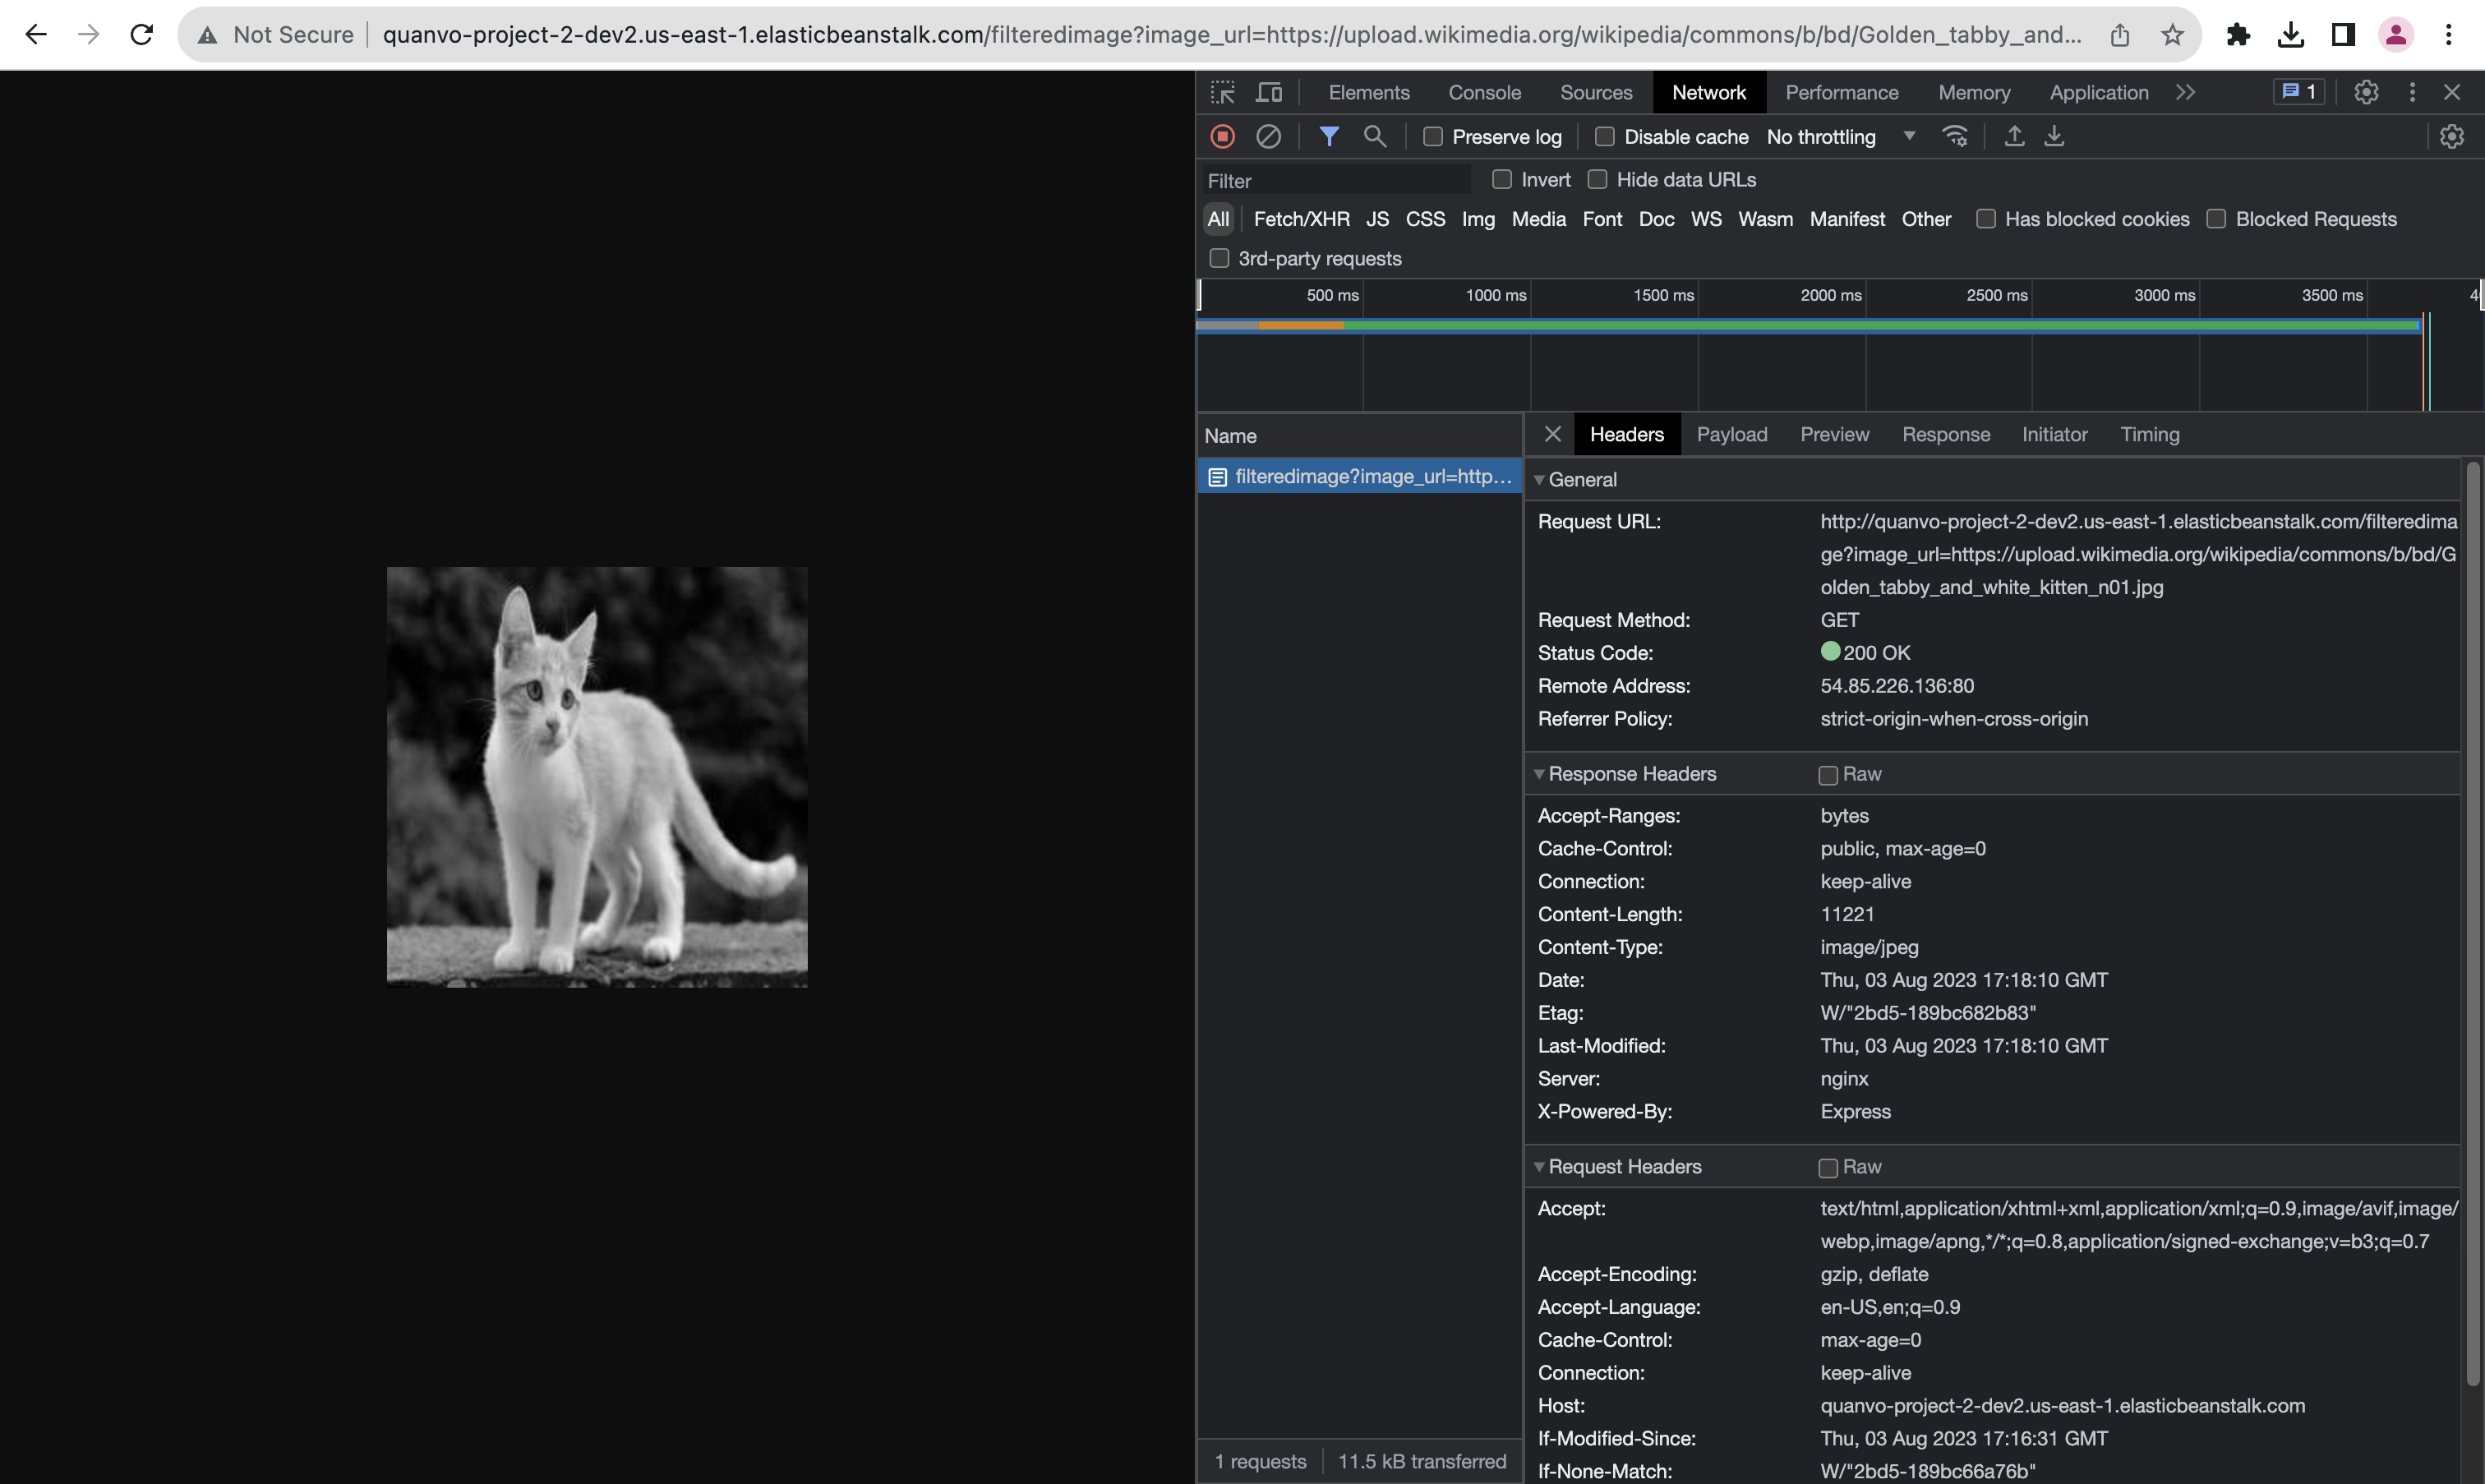 Not Secure quanvo-project-2-dev2.us-east-1.elasticbeanstalk.com/filteredimage?image_url=https://upload.wikimedia.org/wikipedia/commons/b/bd/Golden_tabby_and...
Elements Console Sources Network Performance Memory Application 1
Preserve log Disable cache No throttling
Filter Invert Hide data URLs
All Fetch/XHR JS CSS Img Media Font Doc WS Wasm Manifest Other Has blocked cookies Blocked Requests
3rd-party requests
500 ms 1000 ms 1500 ms 2000 ms 2500 ms 3000 ms 3500 ms 4
Name Headers Payload Preview Response Initiator Timing
filteredimage?image_url=http...
General
Request URL: http://quanvo-project-2-dev2.us-east-1.elasticbeanstalk.com/filteredima
ge?image_url=https://upload.wikimedia.org/wikipedia/commons/b/bd/G
olden_tabby_and_white_kitten_n01.jpg
Request Method: GET
Status Code: 200 OK
Remote Address: 54.85.226.136:80
Referrer Policy: strict-origin-when-cross-origin
Response Headers Raw
Accept-Ranges: bytes
Cache-Control: public, max-age=0
Connection: keep-alive
Content-Length: 11221
Content-Type: image/jpeg
Date: Thu, 03 Aug 2023 17:18:10 GMT
Etag: W/"2bd5-189bc682b83"
Last-Modified: Thu, 03 Aug 2023 17:18:10 GMT
Server: nginx
X-Powered-By: Express
Request Headers Raw
Accept: text/html,application/xhtml+xml,application/xml;q=0.9,image/avif,image/
webp,image/apng,*/*;q=0.8,application/signed-exchange;v=b3;q=0.7
Accept-Encoding: gzip, deflate
Accept-Language: en-US,en;q=0.9
Cache-Control: max-age=0
Connection: keep-alive
Host: quanvo-project-2-dev2.us-east-1.elasticbeanstalk.com
If-Modified-Since: Thu, 03 Aug 2023 17:16:31 GMT
If-None-Match: W/"2bd5-189bc66a76b"
1 requests 11.5 kB transferred